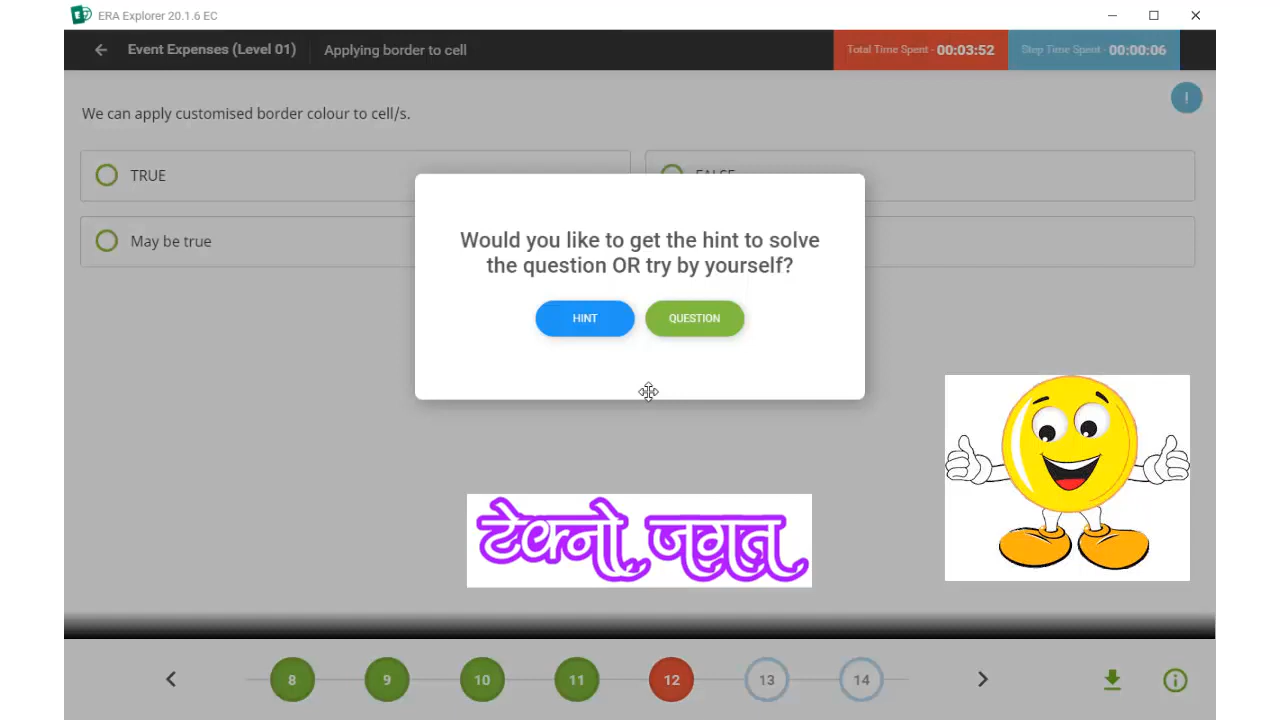 ERA Explorer 20.1.6 EC
Event Expenses (Level 01)
Applying border to cell
Total Time Spent - 00:03:52
Step Time Spent - 00:00:06
We can apply customised border colour to cell/s.
TRUE
FALSE
May be true
Would you like to get the hint to solve
the question OR try by yourself?
HINT
QUESTION
टेक्नो जगत
8
9
10
11
12
13
14